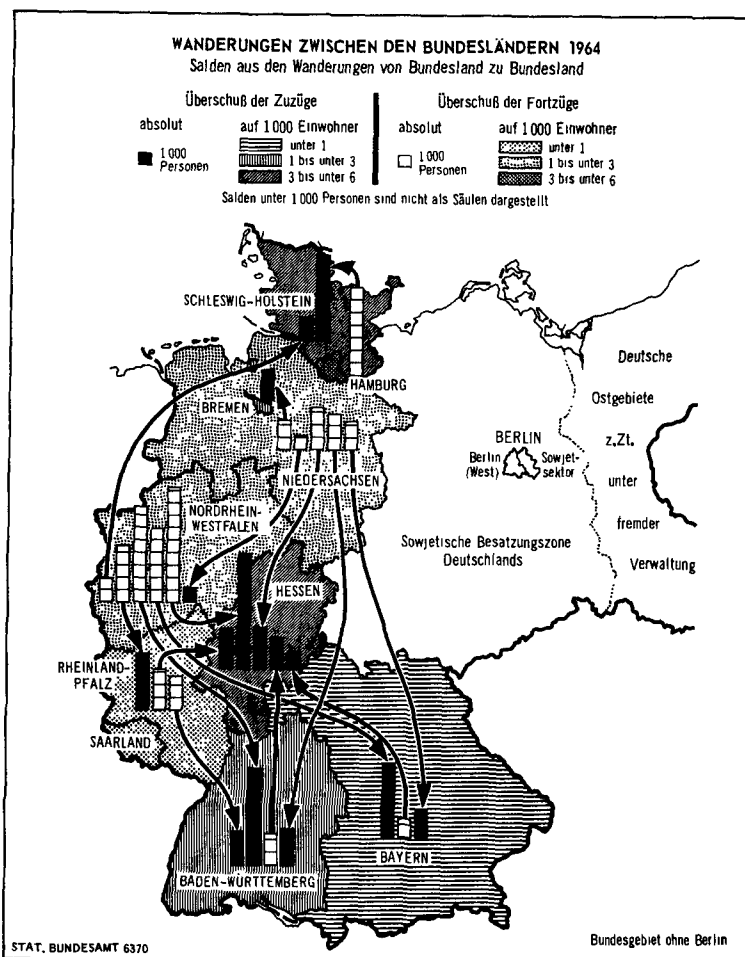 WANDERUNGEN ZWISCHEN DEN BUNDESLÄNDERN 1964
Salden aus den Wanderungen von Bundesland zu Bundesland
Überschuß der Zuzüge
absolut
auf 1 000 Einwohner
1 000
Personen
unter 1
1 bis unter 3
3 bis unter 6
Überschuß der Fortzüge
absolut
auf 1 000 Einwohner
1 000
Personen
unter 1
1 bis unter 3
3 bis unter 6
Salden unter 1 000 Personen sind nicht als Säulen dargestellt
SCHLESWIG-HOLSTEIN
HAMBURG
BREMEN
NIEDERSACHSEN
NORDRHEIN-
WESTFALEN
HESSEN
RHEINLAND-
PFALZ
SAARLAND
BADEN-WÜRTTEMBERG
BAYERN
BERLIN
Berlin
(West)
Sowjet-
sektor
Sowjetische Besatzungszone
Deutschlands
Deutsche
Ostgebiete
z.Zt.
unter
fremder
Verwaltung
STAT. BUNDESAMT 6370
Bundesgebiet ohne Berlin